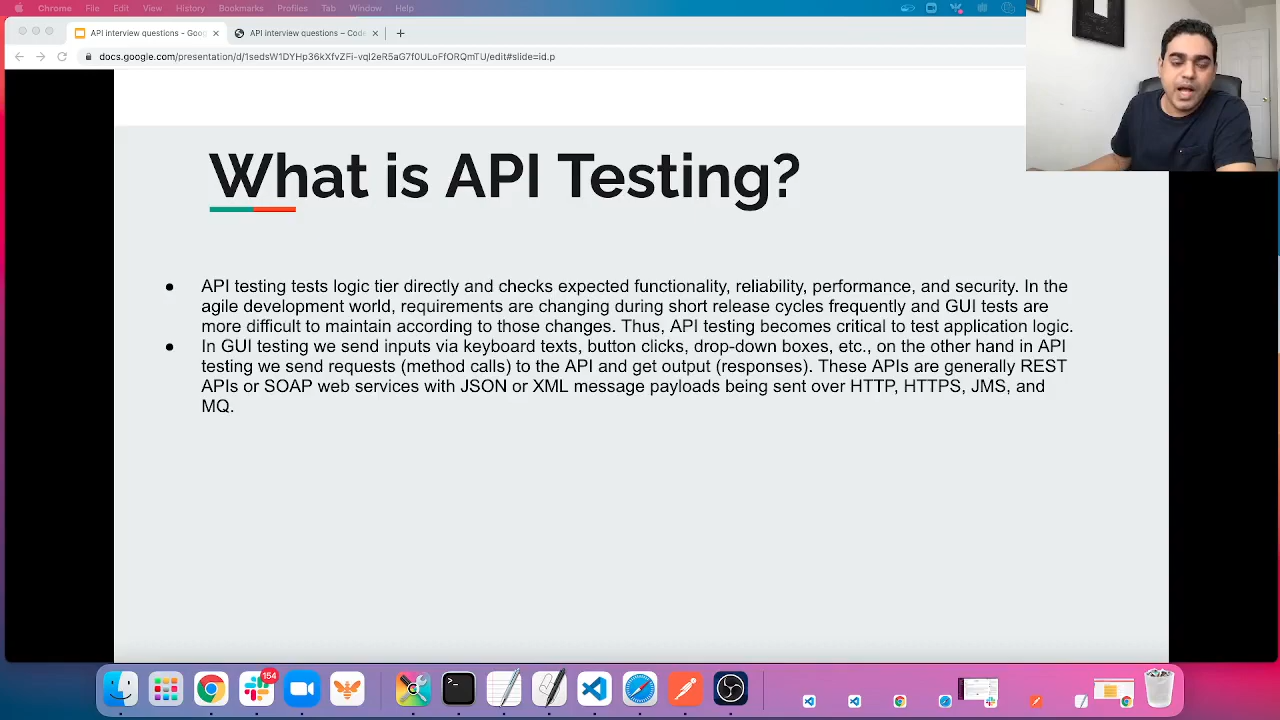 Chrome File Edit View History Bookmarks Profiles Tab Window Help
API interview questions - Goog
API interview questions – Code
docs.google.com/presentation/d/1sedsW1DYHp36kXfvZFi-vqI2eR5aG7f0ULoFfORQmTU/edit#slide=id.p
What is API Testing?
● API testing tests logic tier directly and checks expected functionality, reliability, performance, and security. In the
agile development world, requirements are changing during short release cycles frequently and GUI tests are
more difficult to maintain according to those changes. Thus, API testing becomes critical to test application logic.
● In GUI testing we send inputs via keyboard texts, button clicks, drop-down boxes, etc., on the other hand in API
testing we send requests (method calls) to the API and get output (responses). These APIs are generally REST
APIs or SOAP web services with JSON or XML message payloads being sent over HTTP, HTTPS, JMS, and
MQ.
154